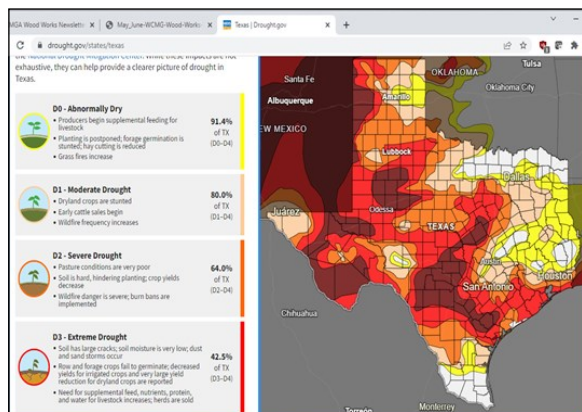 MGA Wood Works Newslette
May_June-WCMG-Wood-Works
Texas | Drought.gov
drought.gov/states/texas
the National Drought Mitigation Center. While these impacts are not
exhaustive, they can help provide a clearer picture of drought in
Texas.
D0 - Abnormally Dry
Producers begin supplemental feeding for
livestock
Planting is postponed; forage germination is
stunted; hay cutting is reduced
Grass fires increase
91.4%
of TX
(D0–D4)
D1 - Moderate Drought
Dryland crops are stunted
Early cattle sales begin
Wildfire frequency increases
80.0%
of TX
(D1–D4)
D2 - Severe Drought
Pasture conditions are very poor
Soil is hard, hindering planting; crop yields
decrease
Wildfire danger is severe; burn bans are
implemented
64.0%
of TX
(D2–D4)
D3 - Extreme Drought
Soil has large cracks; soil moisture is very low; dust
and sand storms occur
Row and forage crops fail to germinate; decreased
yields for irrigated crops and very large yield
reduction for dryland crops are reported
Need for supplemental feed, nutrients, protein,
and water for livestock increases; herds are sold
42.5%
of TX
(D3–D4)
Tulsa
OKLAHOMA
Santa Fe
Oklahoma City
Amarillo
Albuquerque
EW MEXICO
Lubbock
Dallas
Juárez
Odessa
TEXAS
Austin
Houston
San Antonio
Chihuahua
Monterrey